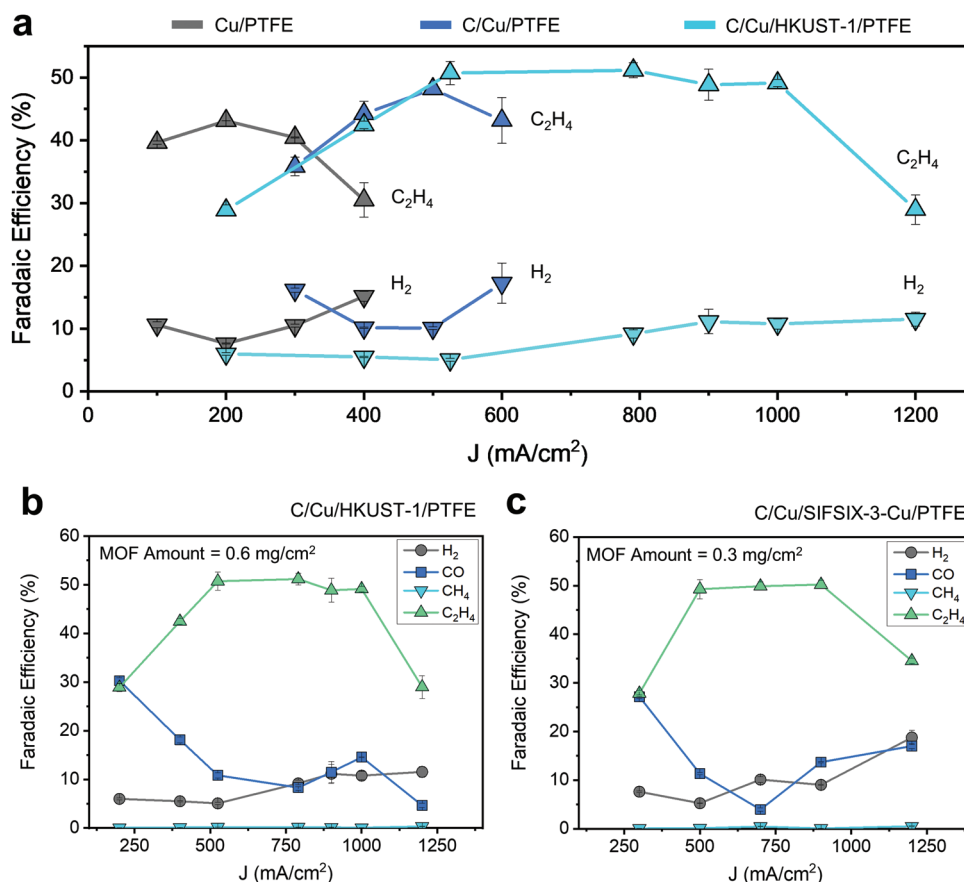 a
Cu/PTFE C/Cu/PTFE C/Cu/HKUST-1/PTFE
Faradaic Efficiency (%)
50
40
30
20
10
0
C₂H₄
C₂H₄
C₂H₄
H₂
H₂
H₂
0 200 400 600 800 1000 1200
J (mA/cm²)
b
C/Cu/HKUST-1/PTFE
MOF Amount = 0.6 mg/cm²
H₂
CO
CH₄
C₂H₄
Faradaic Efficiency (%)
60
50
40
30
20
10
0
250 500 750 1000 1250
J (mA/cm²)
c
C/Cu/SIFSIX-3-Cu/PTFE
MOF Amount = 0.3 mg/cm²
H₂
CO
CH₄
C₂H₄
Faradaic Efficiency (%)
60
50
40
30
20
10
0
250 500 750 1000 1250
J (mA/cm²)